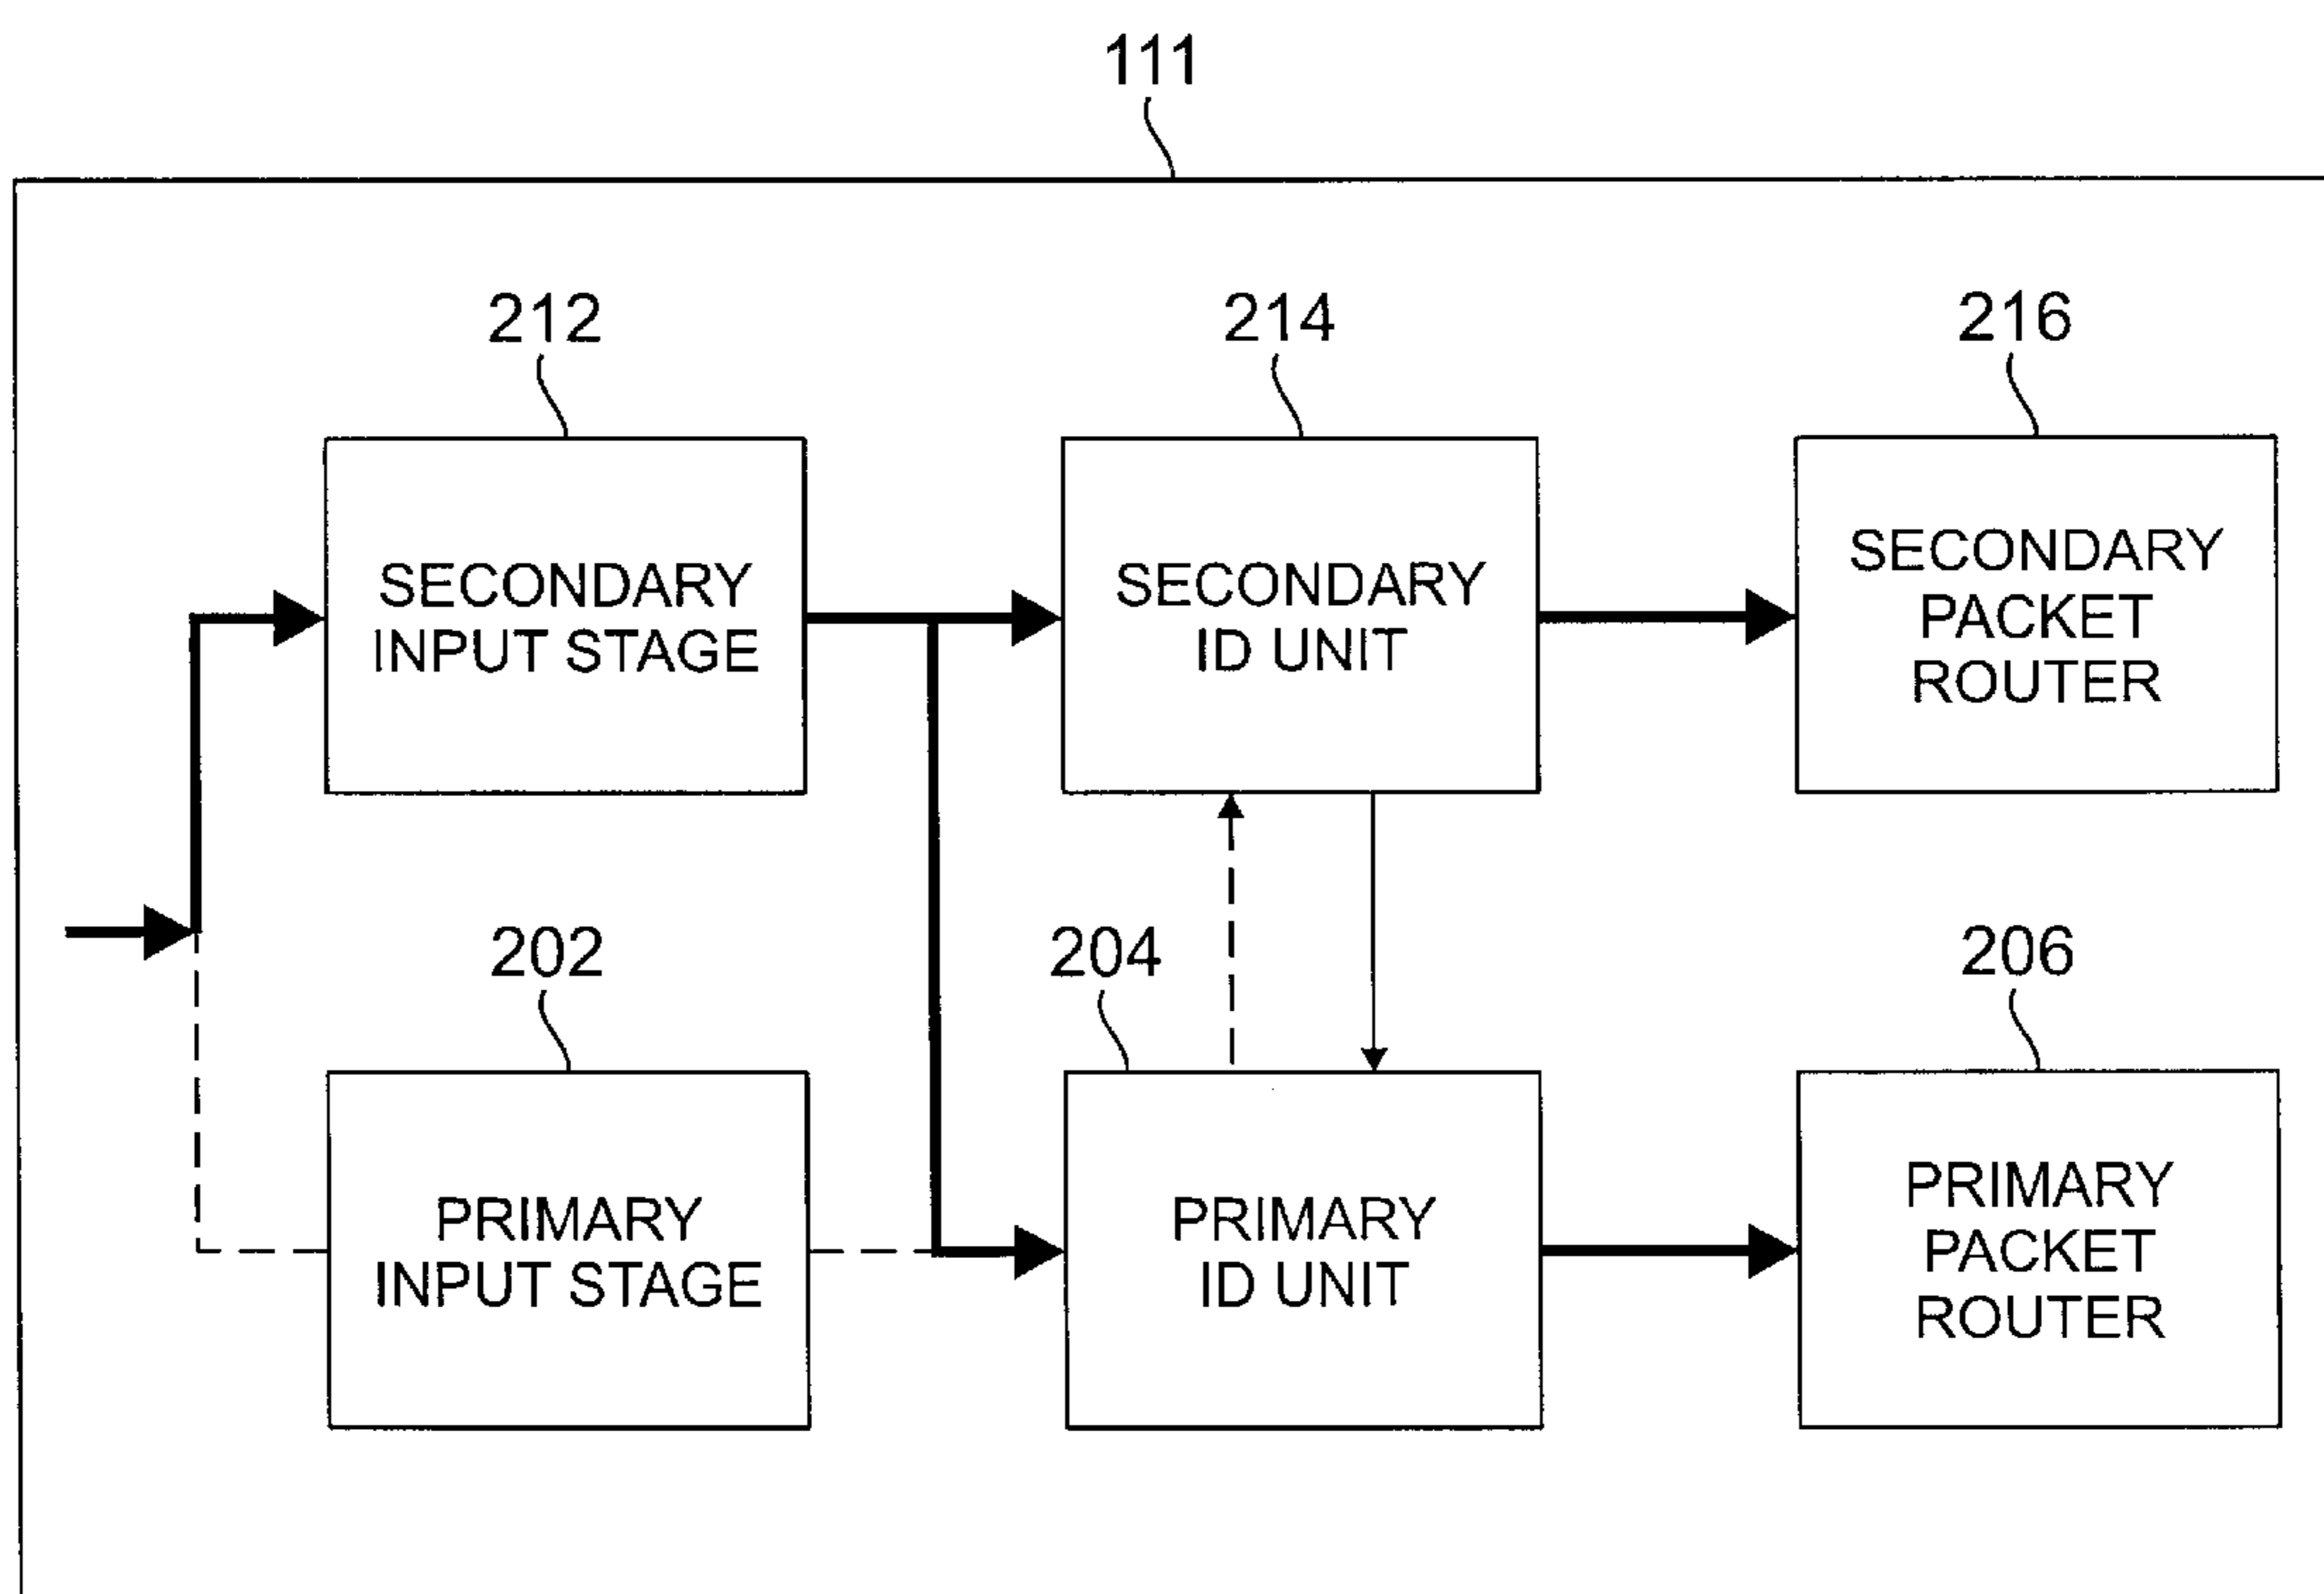 111
212
214
216
SECONDARY
INPUT STAGE
SECONDARY
ID UNIT
SECONDARY
PACKET
ROUTER
202
204
206
PRIMARY
INPUT STAGE
PRIMARY
ID UNIT
PRIMARY
PACKET
ROUTER